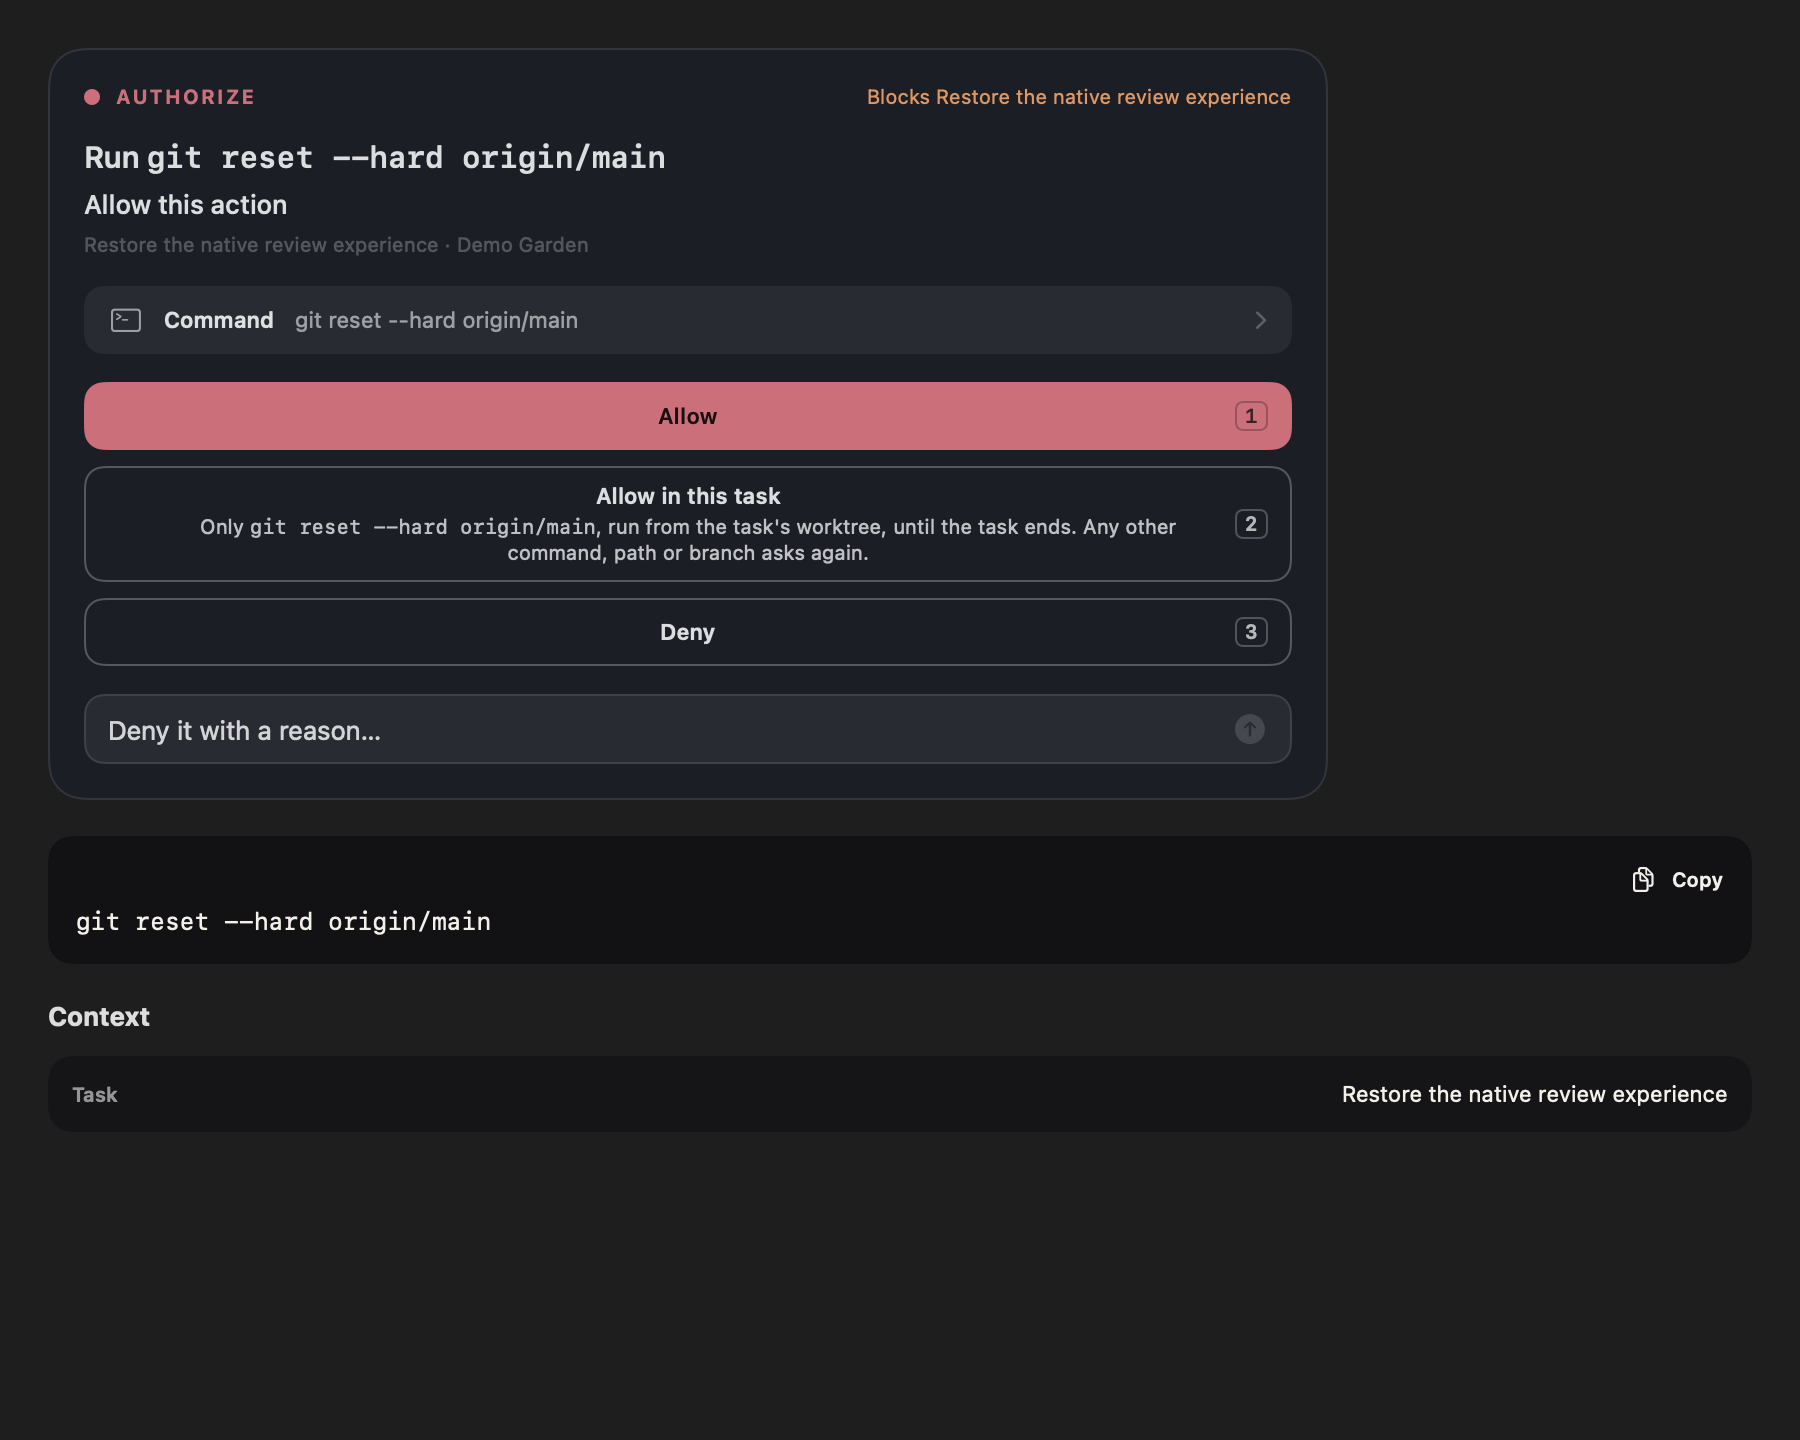 AUTHORIZE
Blocks Restore the native review experience
Run git reset --hard origin/main
Allow this action
Restore the native review experience · Demo Garden
>_ Command git reset --hard origin/main
Allow 1
Allow in this task
Only git reset --hard origin/main, run from the task's worktree, until the task ends. Any other
command, path or branch asks again.
2
Deny 3
Deny it with a reason...
Copy
git reset --hard origin/main
Context
Task Restore the native review experience